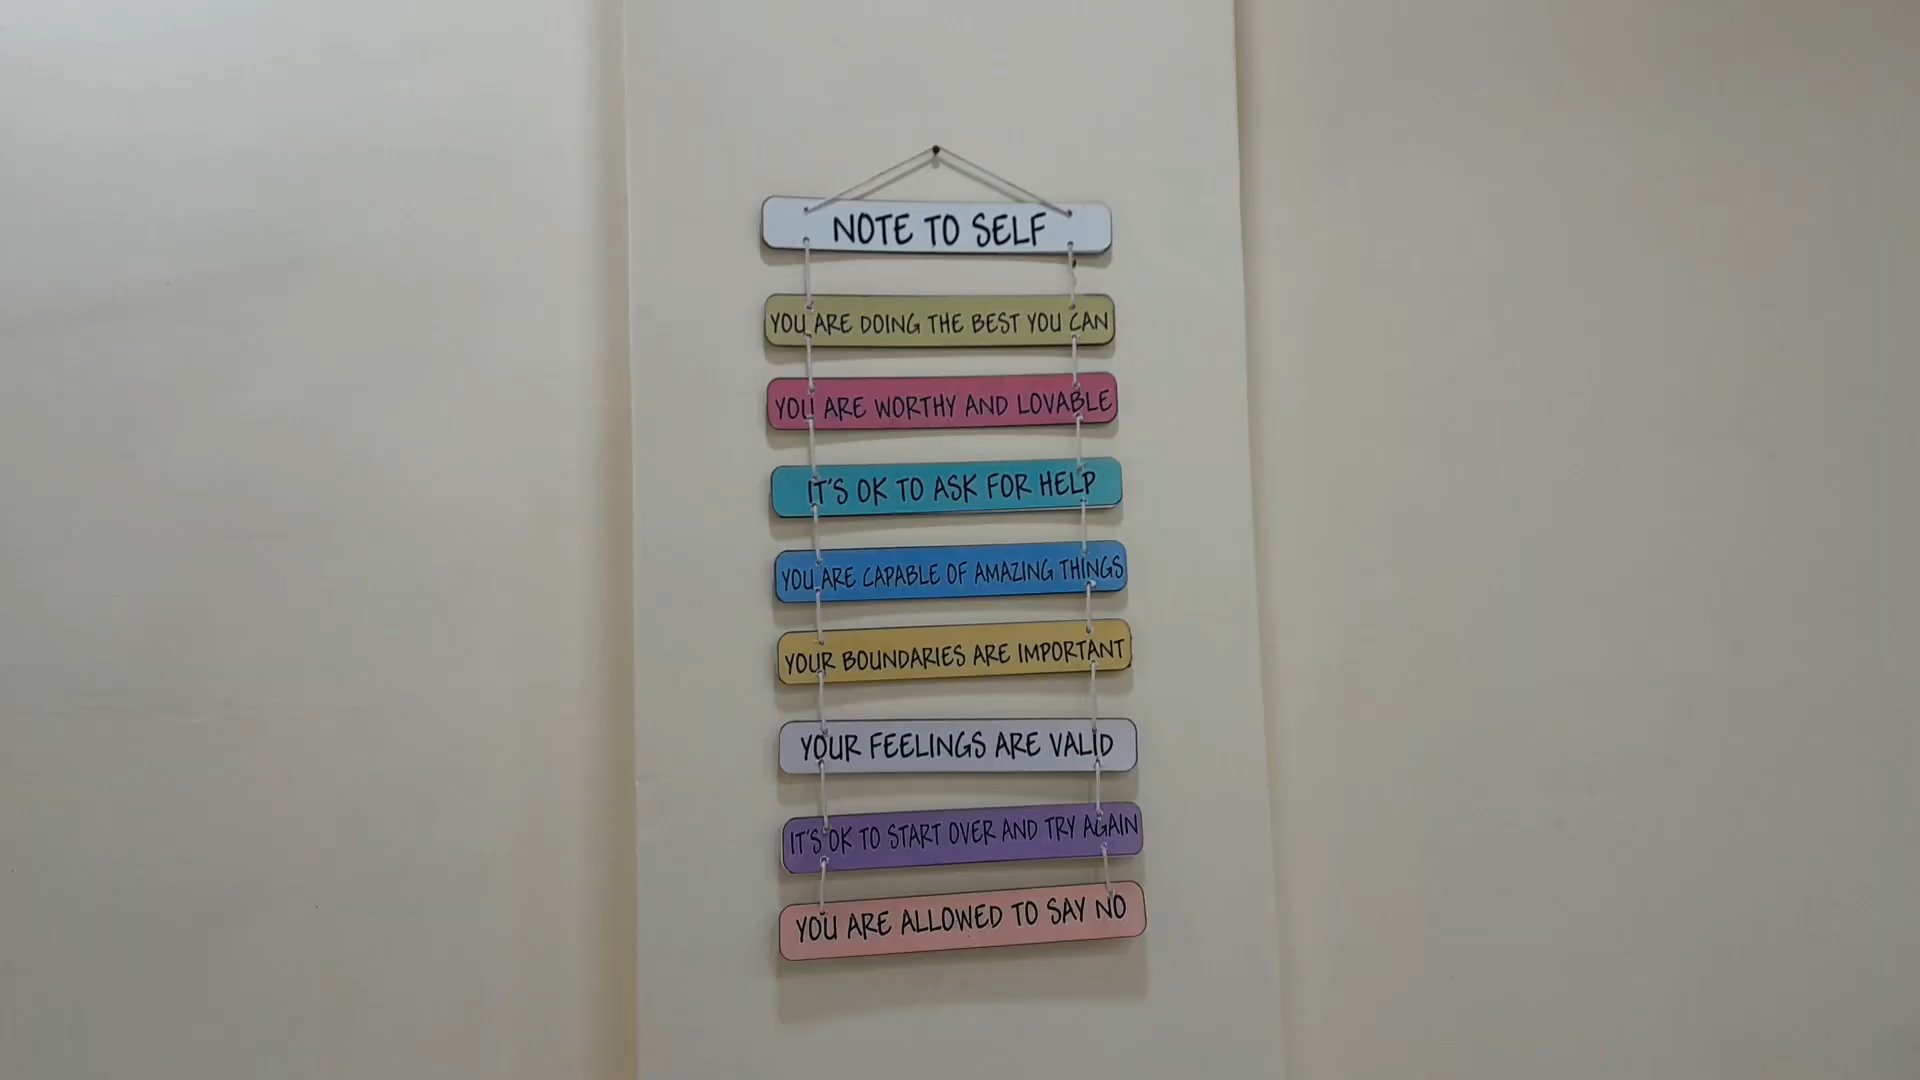 NOTE TO SELF
YOU ARE DOING THE BEST YOU CAN
YOU ARE WORTHY AND LOVABLE
IT'S OK TO ASK FOR HELP
YOU ARE CAPABLE OF AMAZING THINGS
YOUR BOUNDARIES ARE IMPORTANT
YOUR FEELINGS ARE VALID
IT'S OK TO START OVER AND TRY AGAIN
YOU ARE ALLOWED TO SAY NO